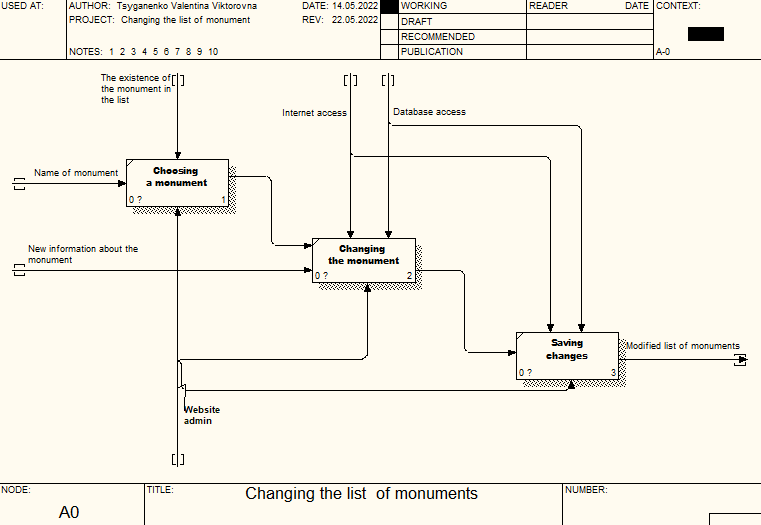 USED AT:
AUTHOR: Tsyganenko Valentina Viktorovna
DATE: 14.05.2022
PROJECT: Changing the list of monument
REV: 22.05.2022
NOTES: 1 2 3 4 5 6 7 8 9 10
WORKING
DRAFT
RECOMMENDED
PUBLICATION
READER
DATE
CONTEXT:
A-0
The existence of
the monument in
the list
Internet access
Database access
Name of monument
Choosing
a monument
0 ?
1
New information about the
monument
Changing
the monument
0 ?
2
Saving
changes
0 ?
3
Modified list of monuments
Website
admin
NODE:
A0
TITLE:
Changing the list of monuments
NUMBER: